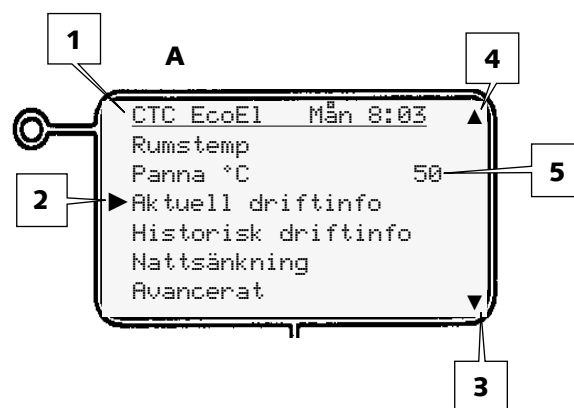 1
A
4
CTC EcoEl Mån 8:03 ▲
Rumstemp
Panna °C 50
5
2
▶Aktuell driftinfo
Historisk driftinfo
Nattsänkning
Avancerat ▼
3